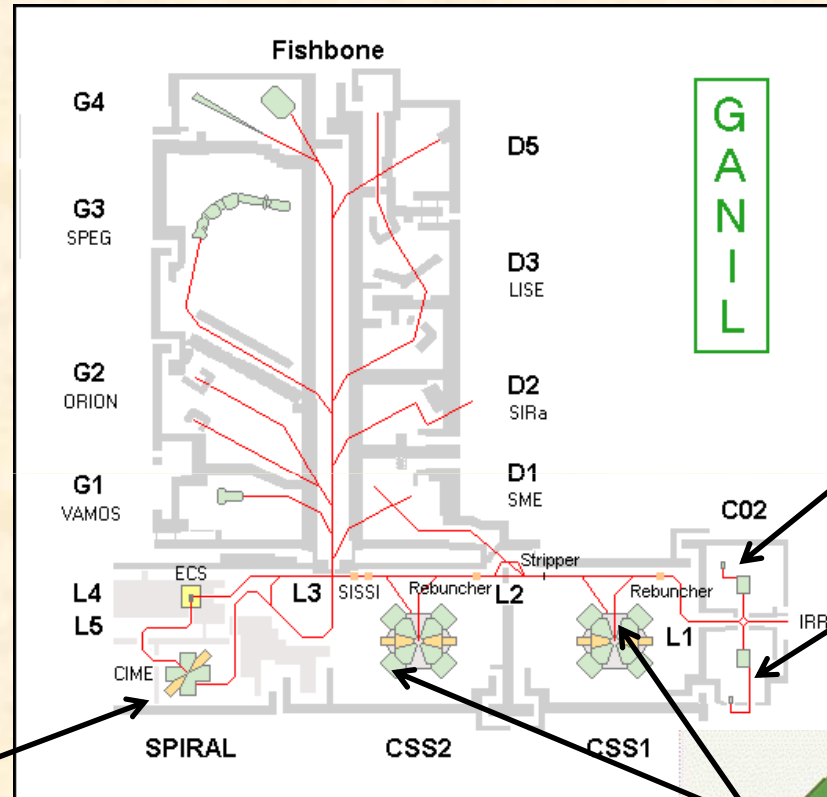 Fishbone
G4
G3
SPEG
G2
ORION
G1
VAMOS
D5
D3
LISE
D2
SIRa
D1
SME
G
A
N
I
L
C02
ECS
L4
L5
L3
SISSI
Rebuncher
L2
Stripper
Rebuncher
L1
IRR
CIME
SPIRAL
CSS2
CSS1